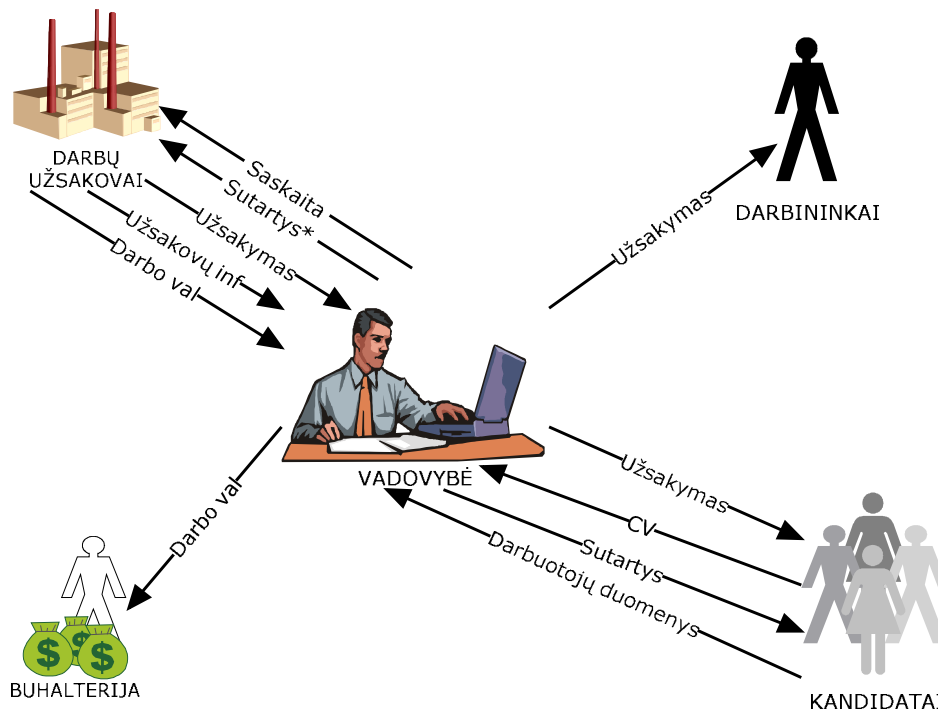 DARBŲ
UŽSAKOVAI
Saskaita
Sutartys*
Užsakymas
Užsakovų inf
Darbo val
Užsakymas
DARBININKAI
VADOVYBĖ
Užsakymas
CV
Sutartys
Darbuotojų duomenys
Darbo val
$
$
$
BUHALTERIJA
KANDIDATAI